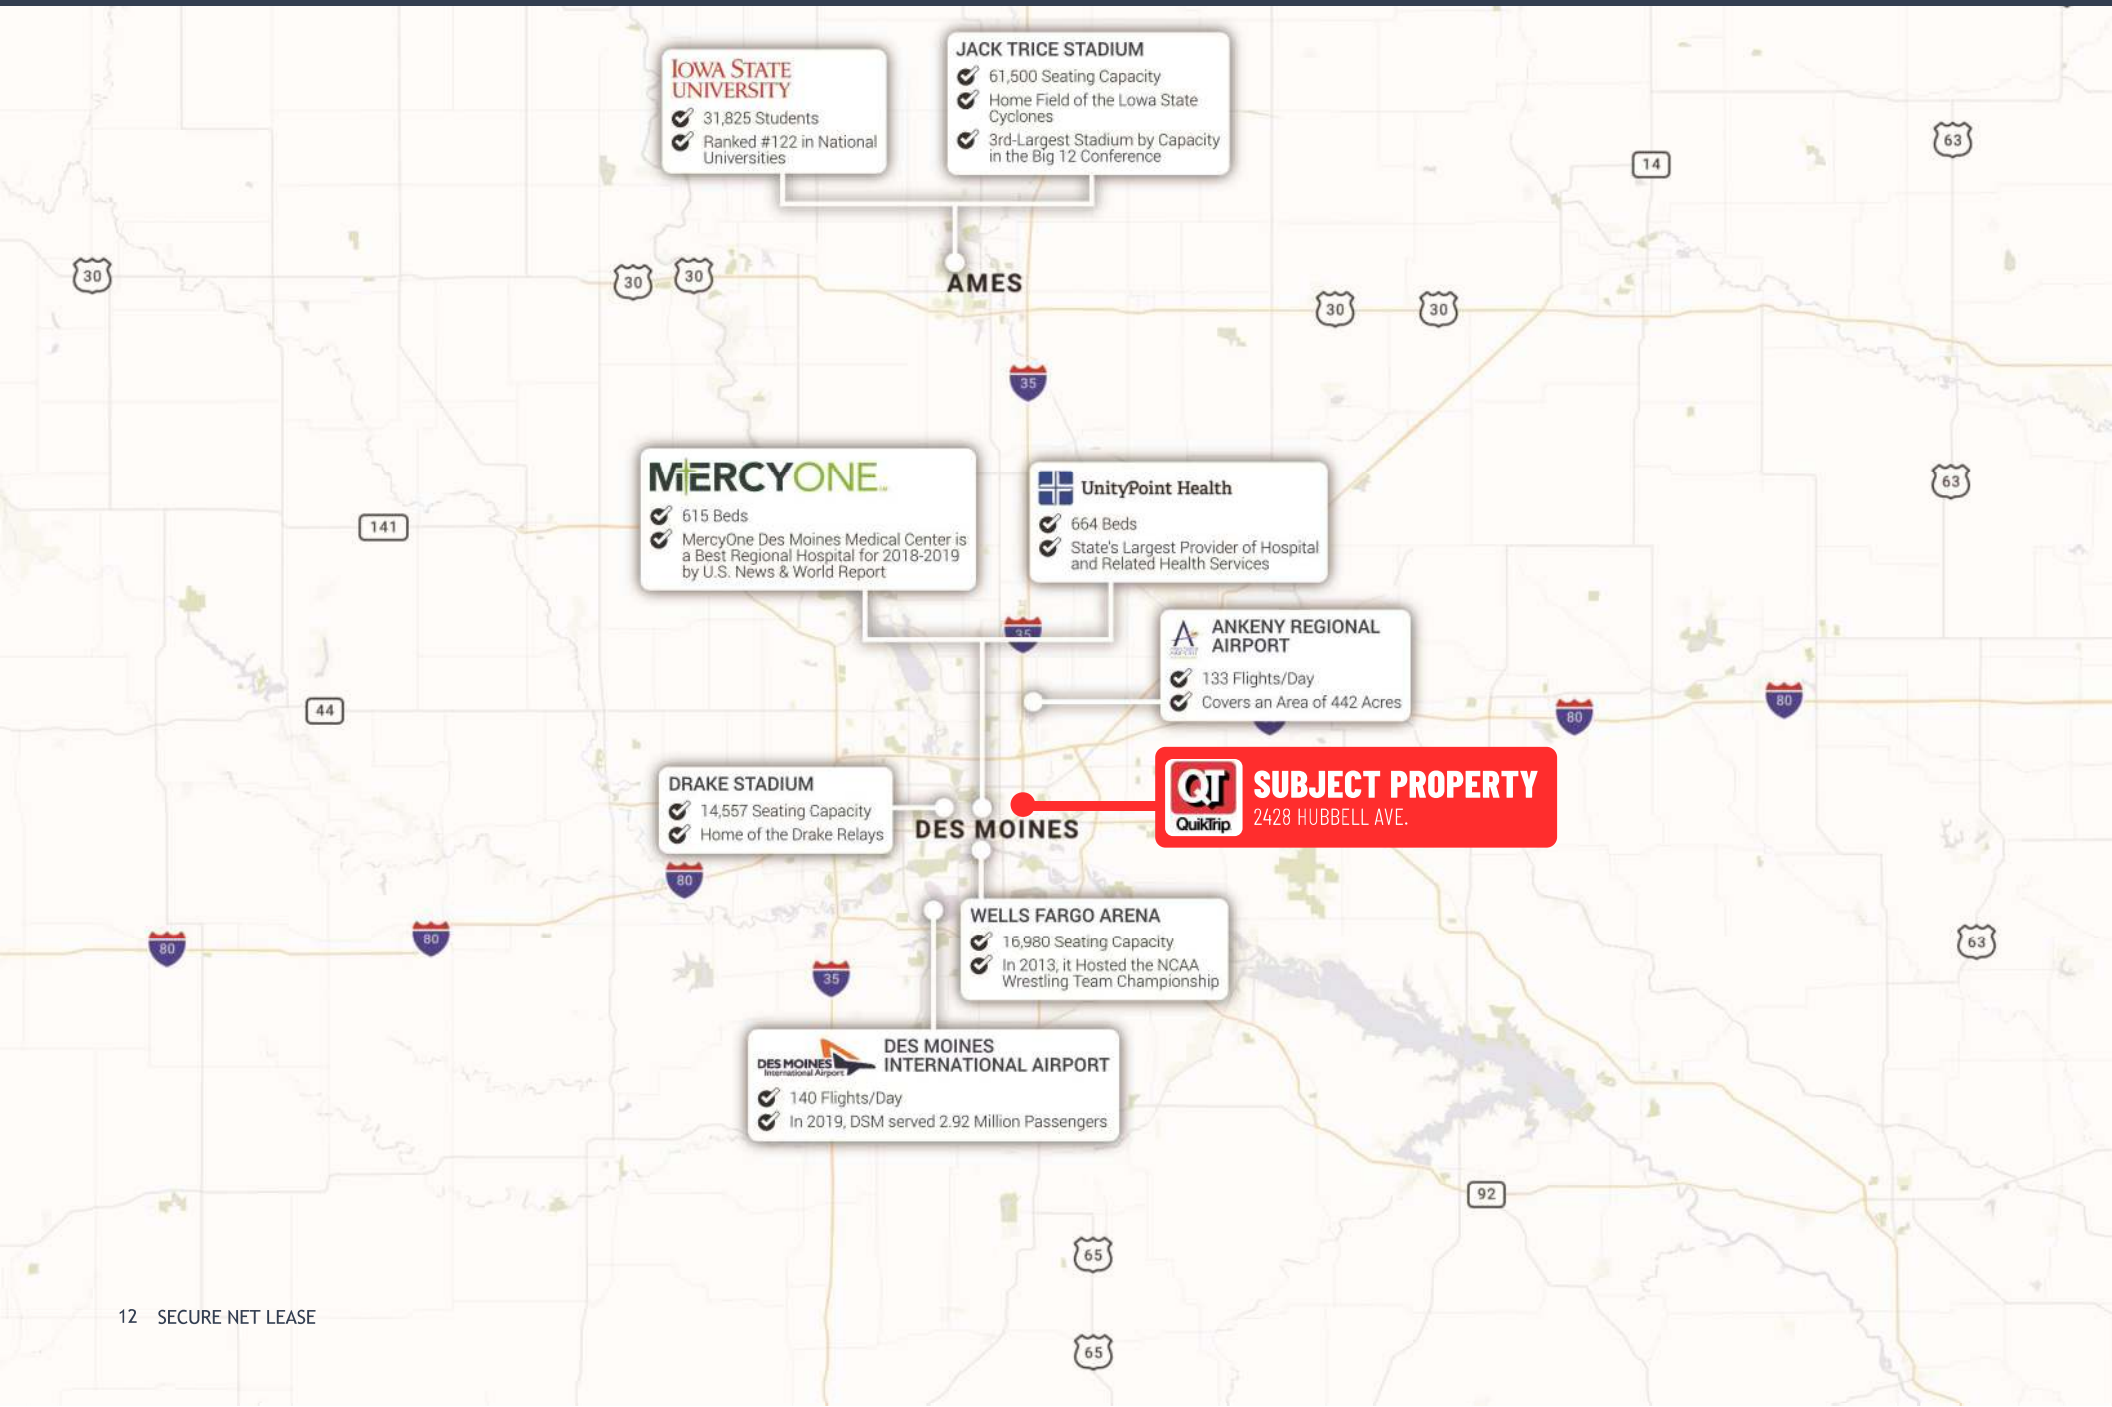 IOWA STATE
UNIVERSITY
31,825 Students
Ranked #122 in National
Universities
JACK TRICE STADIUM
61,500 Seating Capacity
Home Field of the Lowa State
Cyclones
3rd-Largest Stadium by Capacity
in the Big 12 Conference
63
14
30
30
30
AMES
30
30
35
MERCYONE
615 Beds
MercyOne Des Moines Medical Center is
a Best Regional Hospital for 2018-2019
by U.S. News & World Report
UnityPoint Health
664 Beds
State's Largest Provider of Hospital
and Related Health Services
63
141
35
ANKENY REGIONAL
AIRPORT
133 Flights/Day
Covers an Area of 442 Acres
44
80
80
DRAKE STADIUM
14,557 Seating Capacity
Home of the Drake Relays
DES MOINES
QT
QuikTrip
SUBJECT PROPERTY
2428 HUBBELL AVE.
80
80
80
WELLS FARGO ARENA
16,980 Seating Capacity
In 2013, it Hosted the NCAA
Wrestling Team Championship
63
35
DES MOINES
International Airport
DES MOINES
INTERNATIONAL AIRPORT
140 Flights/Day
In 2019, DSM served 2.92 Million Passengers
92
65
65
12 SECURE NET LEASE